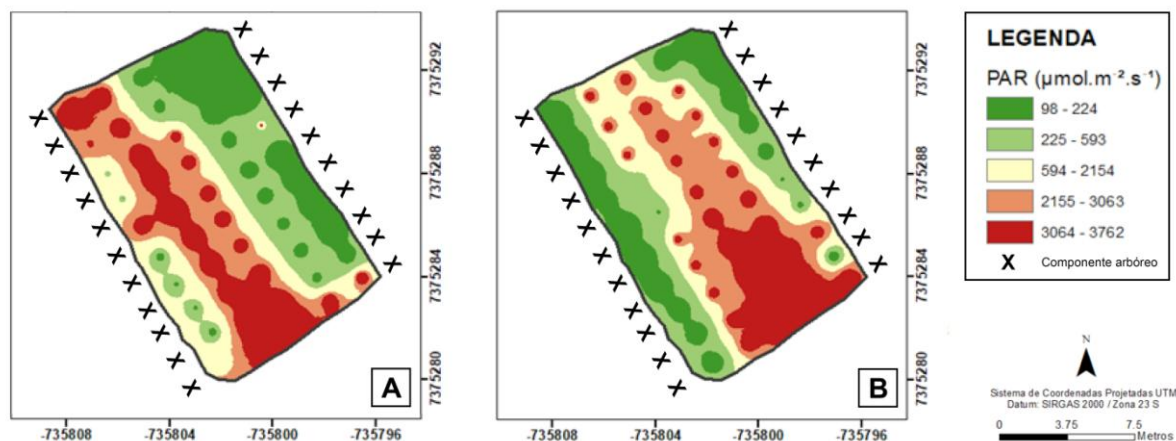 A
-735808
-735804
-735800
-735796
7375292
7375288
7375284
7375280
B
-735808
-735804
-735800
-735796
7375292
7375288
7375284
7375280
LEGENDA
PAR (µmol.m⁻².s⁻¹)
98 - 224
225 - 593
594 - 2154
2155 - 3063
3064 - 3762
X Componente arbóreo
N
Sistema de Coordenadas Projetadas UTM
Datum: SIRGAS 2000 / Zona 23 S
0 3.75 7.5
Metros